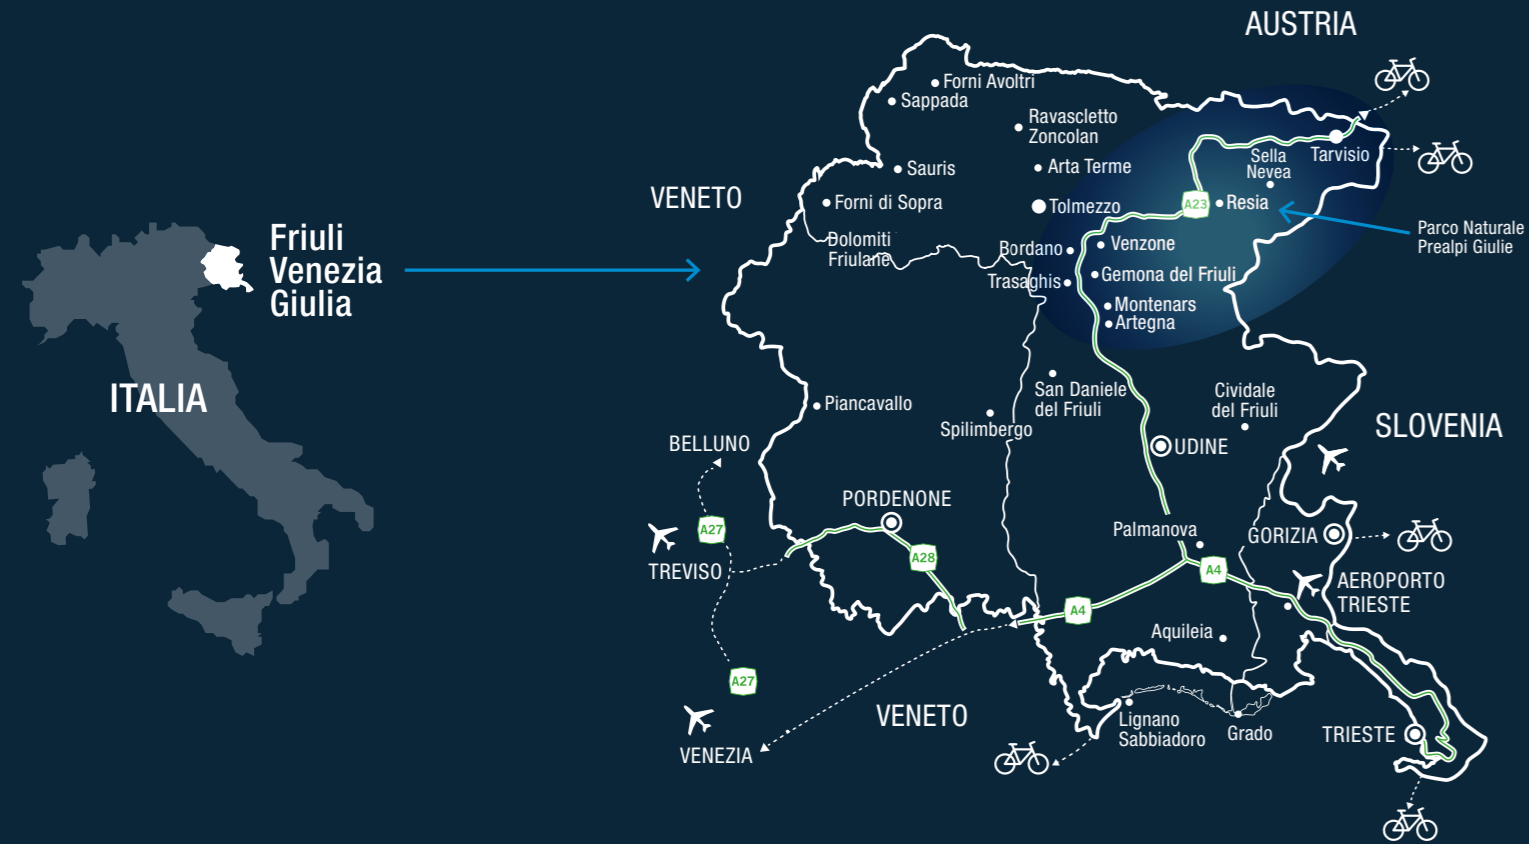 AUSTRIA
Forni Avoltri
Sappada
Ravascletto
Zoncolan
Sella
Nevea
Tarvisio
Sauris
Arta Terme
VENETO
Forni di Sopra
Tolmezzo
A23
Resia
Parco Naturale
Prealpi Giulie
Friuli
Venezia
Giulia
Dolomiti
Friulane
Bordano
Venzone
Trasaghis
Gemona del Friuli
Montenars
Artegna
ITALIA
Piancavallo
San Daniele
del Friuli
Cividale
del Friuli
Spilimbergo
SLOVENIA
BELLUNO
UDINE
PORDENONE
A27
Palmanova
GORIZIA
TREVISO
A28
A4
AEROPORTO
TRIESTE
A4
Aquileia
A27
VENETO
Lignano
Sabbiadoro
Grado
TRIESTE
VENEZIA